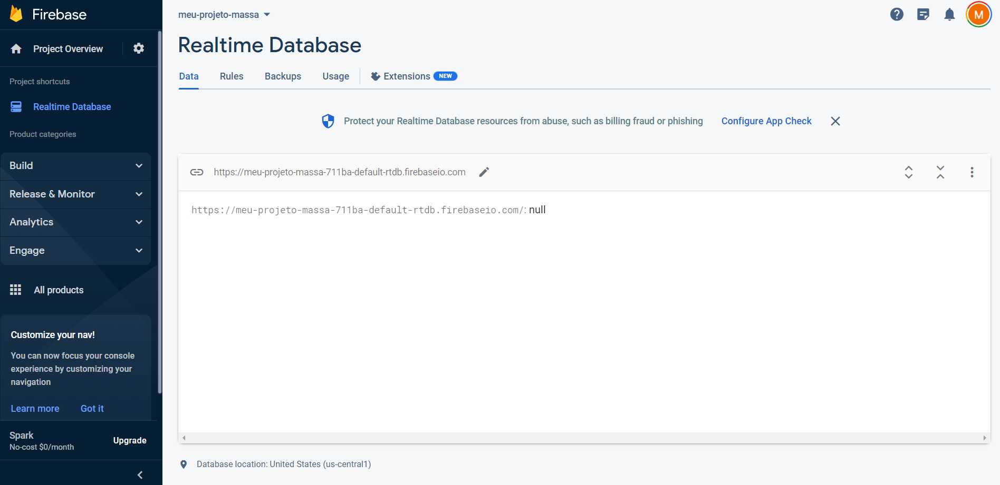 Firebase
Project Overview
Project shortcuts
Realtime Database
Product categories
Build
Release & Monitor
Analytics
Engage
All products
Customize your nav!
You can now focus your console
experience by customizing your
navigation
Learn more Got it
Spark
No-cost $0/month
Upgrade
meu-projeto-massa
M
Realtime Database
Data Rules Backups Usage Extensions NEW
Protect your Realtime Database resources from abuse, such as billing fraud or phishing Configure App Check
https://meu-projeto-massa-711ba-default-rtdb.firebaseio.com
https://meu-projeto-massa-711ba-default-rtdb.firebaseio.com/: null
Database location: United States (us-central1)